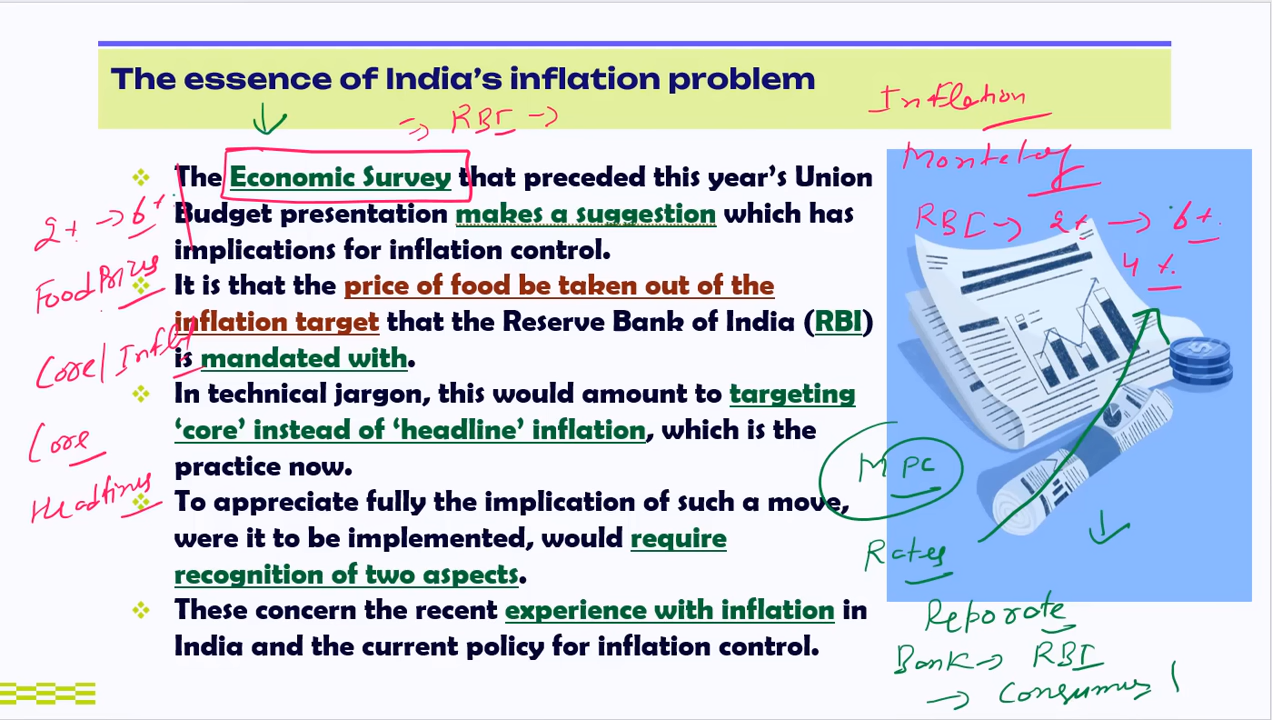 The essence of India's inflation problem
⇒ RBI →
Inflation
The Economic Survey that preceded this year's Union
Budget presentation makes a suggestion which has
implications for inflation control.
It is that the price of food be taken out of the
inflation target that the Reserve Bank of India (RBI)
is mandated with.
In technical jargon, this would amount to targeting
'core' instead of 'headline' inflation, which is the
practice now.
To appreciate fully the implication of such a move,
were it to be implemented, would require
recognition of two aspects.
These concern the recent experience with inflation in
India and the current policy for inflation control.
2% → 6%
Food Prizes
Core/Infla
Core
Headlines
RBI → 2% → 6%
4 %
MPC
Rates
Reporate
Bank → RBI
→ Consumers